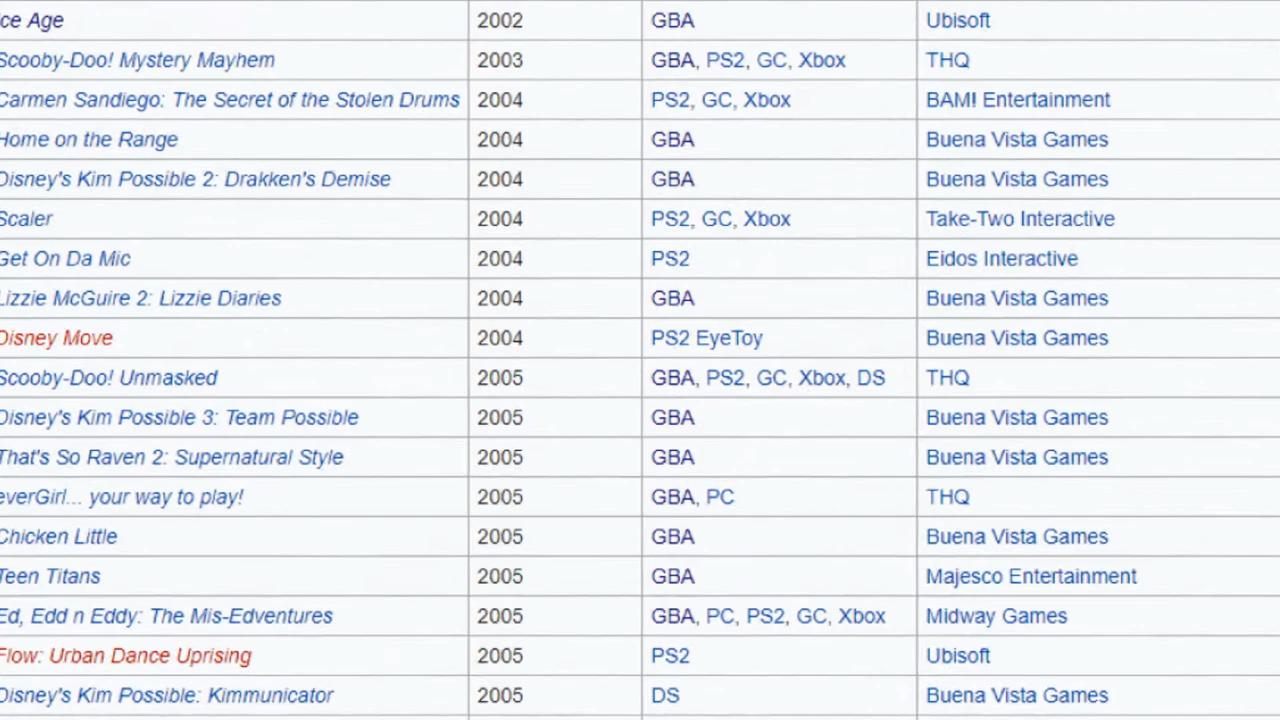 ce Age 2002 GBA Ubisoft
Scooby-Doo! Mystery Mayhem 2003 GBA, PS2, GC, Xbox THQ
Carmen Sandiego: The Secret of the Stolen Drums 2004 PS2, GC, Xbox BAM! Entertainment
Home on the Range 2004 GBA Buena Vista Games
Disney's Kim Possible 2: Drakken's Demise 2004 GBA Buena Vista Games
Scaler 2004 PS2, GC, Xbox Take-Two Interactive
Get On Da Mic 2004 PS2 Eidos Interactive
Lizzie McGuire 2: Lizzie Diaries 2004 GBA Buena Vista Games
Disney Move 2004 PS2 EyeToy Buena Vista Games
Scooby-Doo! Unmasked 2005 GBA, PS2, GC, Xbox, DS THQ
Disney's Kim Possible 3: Team Possible 2005 GBA Buena Vista Games
That's So Raven 2: Supernatural Style 2005 GBA Buena Vista Games
everGirl... your way to play! 2005 GBA, PC THQ
Chicken Little 2005 GBA Buena Vista Games
Teen Titans 2005 GBA Majesco Entertainment
Ed, Edd n Eddy: The Mis-Edventures 2005 GBA, PC, PS2, GC, Xbox Midway Games
Flow: Urban Dance Uprising 2005 PS2 Ubisoft
Disney's Kim Possible: Kimmunicator 2005 DS Buena Vista Games